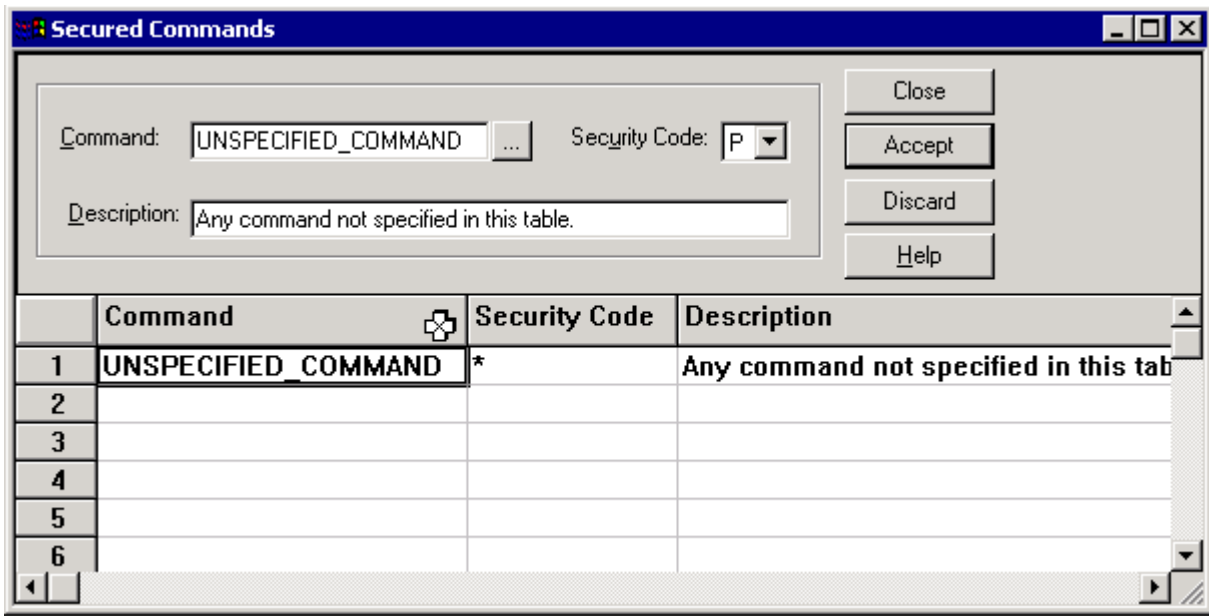 Secured Commands
Close
Command: UNSPECIFIED_COMMAND ... Security Code: P
Accept
Discard
Description: Any command not specified in this table.
Help
Command Security Code Description
1 UNSPECIFIED_COMMAND * Any command not specified in this tab
2
3
4
5
6